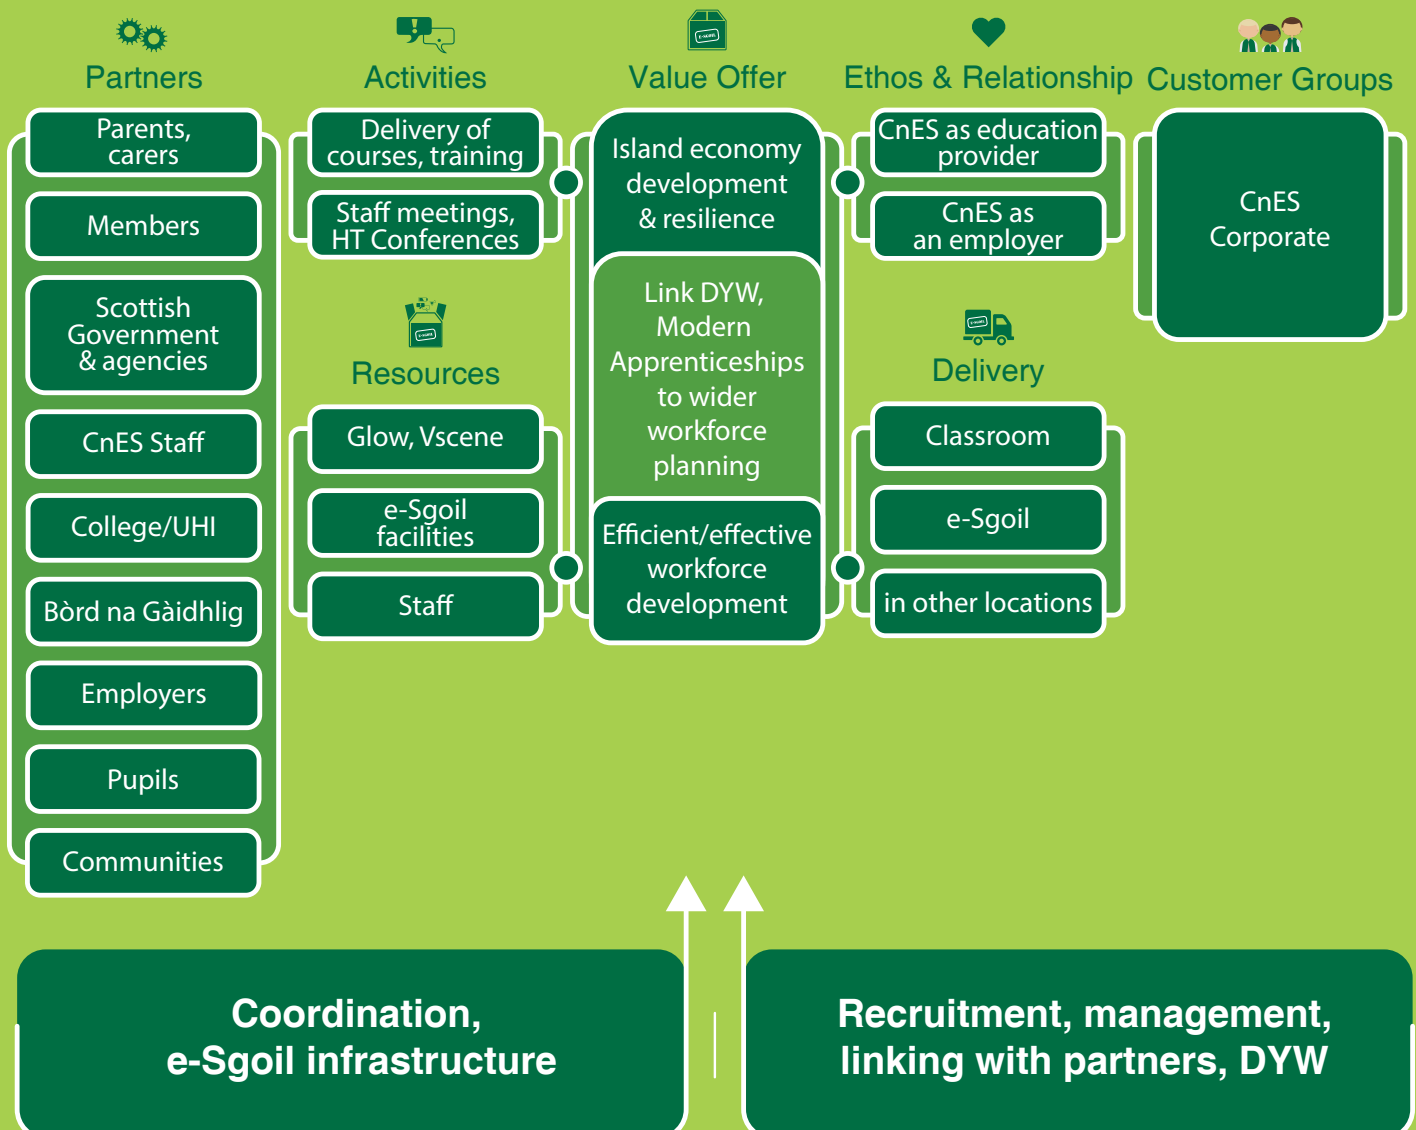 Partners
Parents,
carers
Members
Scottish
Government
& agencies
CnES Staff
College/UHI
Bòrd na Gàidhlig
Employers
Pupils
Communities
Activities
Delivery of
courses, training
Staff meetings,
HT Conferences
Resources
Glow, Vscene
e-Sgoil
facilities
Staff
Value Offer
Island economy
development
& resilience
Link DYW,
Modern
Apprenticeships
to wider
workforce
planning
Efficient/effective
workforce
development
Ethos & Relationship
CnES as education
provider
CnES as
an employer
Delivery
Classroom
e-Sgoil
in other locations
Customer Groups
CnES
Corporate
Coordination,
e-Sgoil infrastructure
Recruitment, management,
linking with partners, DYW